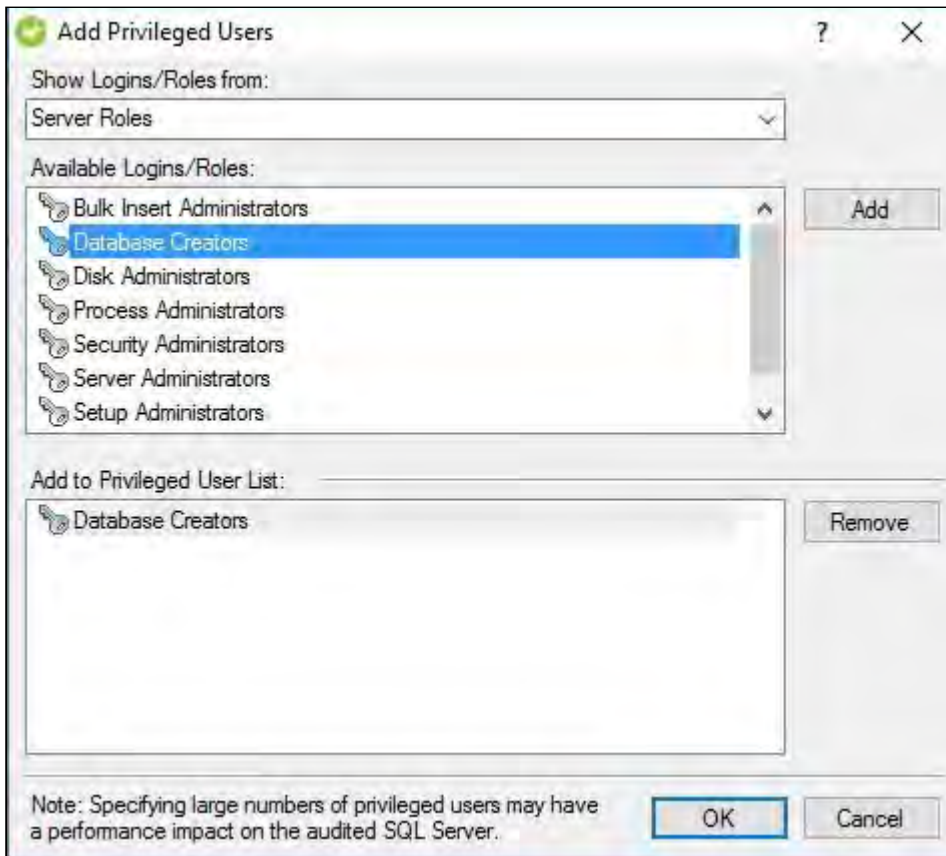 Add Privileged Users
?
Show Logins/Roles from:
Server Roles
Available Logins/Roles:
Bulk Insert Administrators
Add
Database Creators
Disk Administrators
Process Administrators
Security Administrators
Server Administrators
Setup Administrators
Add to Privileged User List:
Database Creators
Remove
Note: Specifying large numbers of privileged users may have
a performance impact on the audited SQL Server.
OK
Cancel